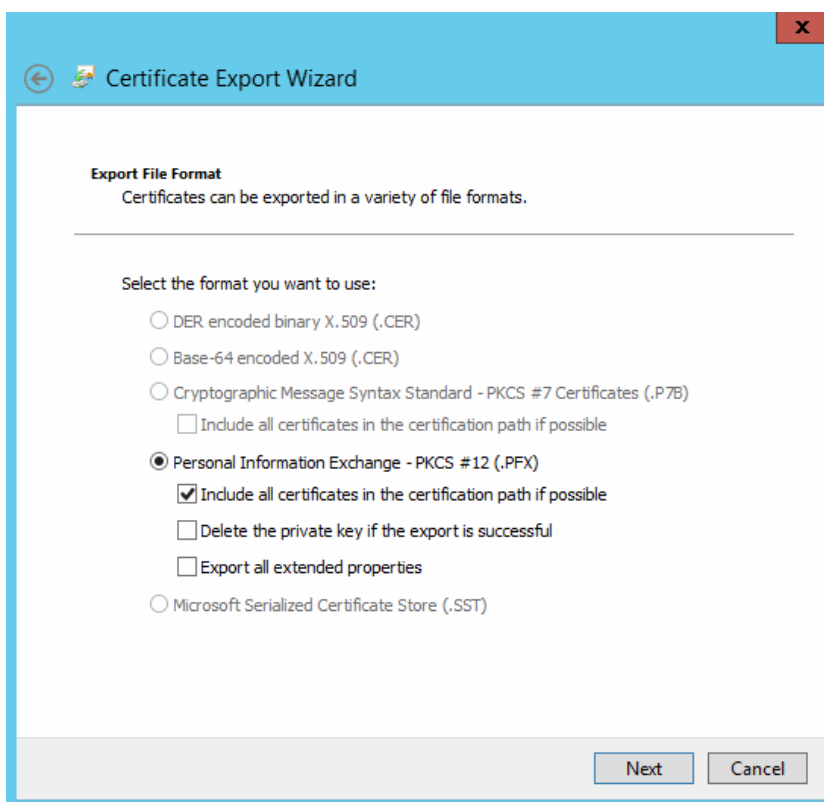 x
Certificate Export Wizard
Export File Format
Certificates can be exported in a variety of file formats.
Select the format you want to use:
DER encoded binary X.509 (.CER)
Base-64 encoded X.509 (.CER)
Cryptographic Message Syntax Standard - PKCS #7 Certificates (.P7B)
Include all certificates in the certification path if possible
Personal Information Exchange - PKCS #12 (.PFX)
Include all certificates in the certification path if possible
Delete the private key if the export is successful
Export all extended properties
Microsoft Serialized Certificate Store (.SST)
Next Cancel